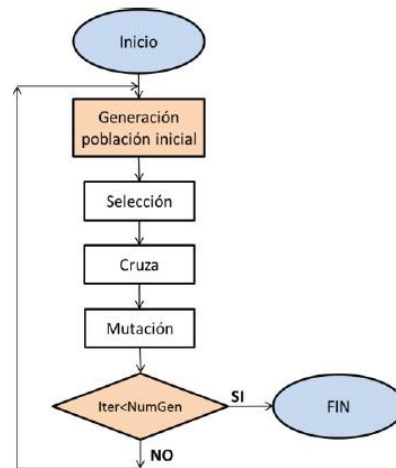 Inicio
Generación
población inicial
Selección
Cruza
Mutación
Iter<NumGen
SI
FIN
NO